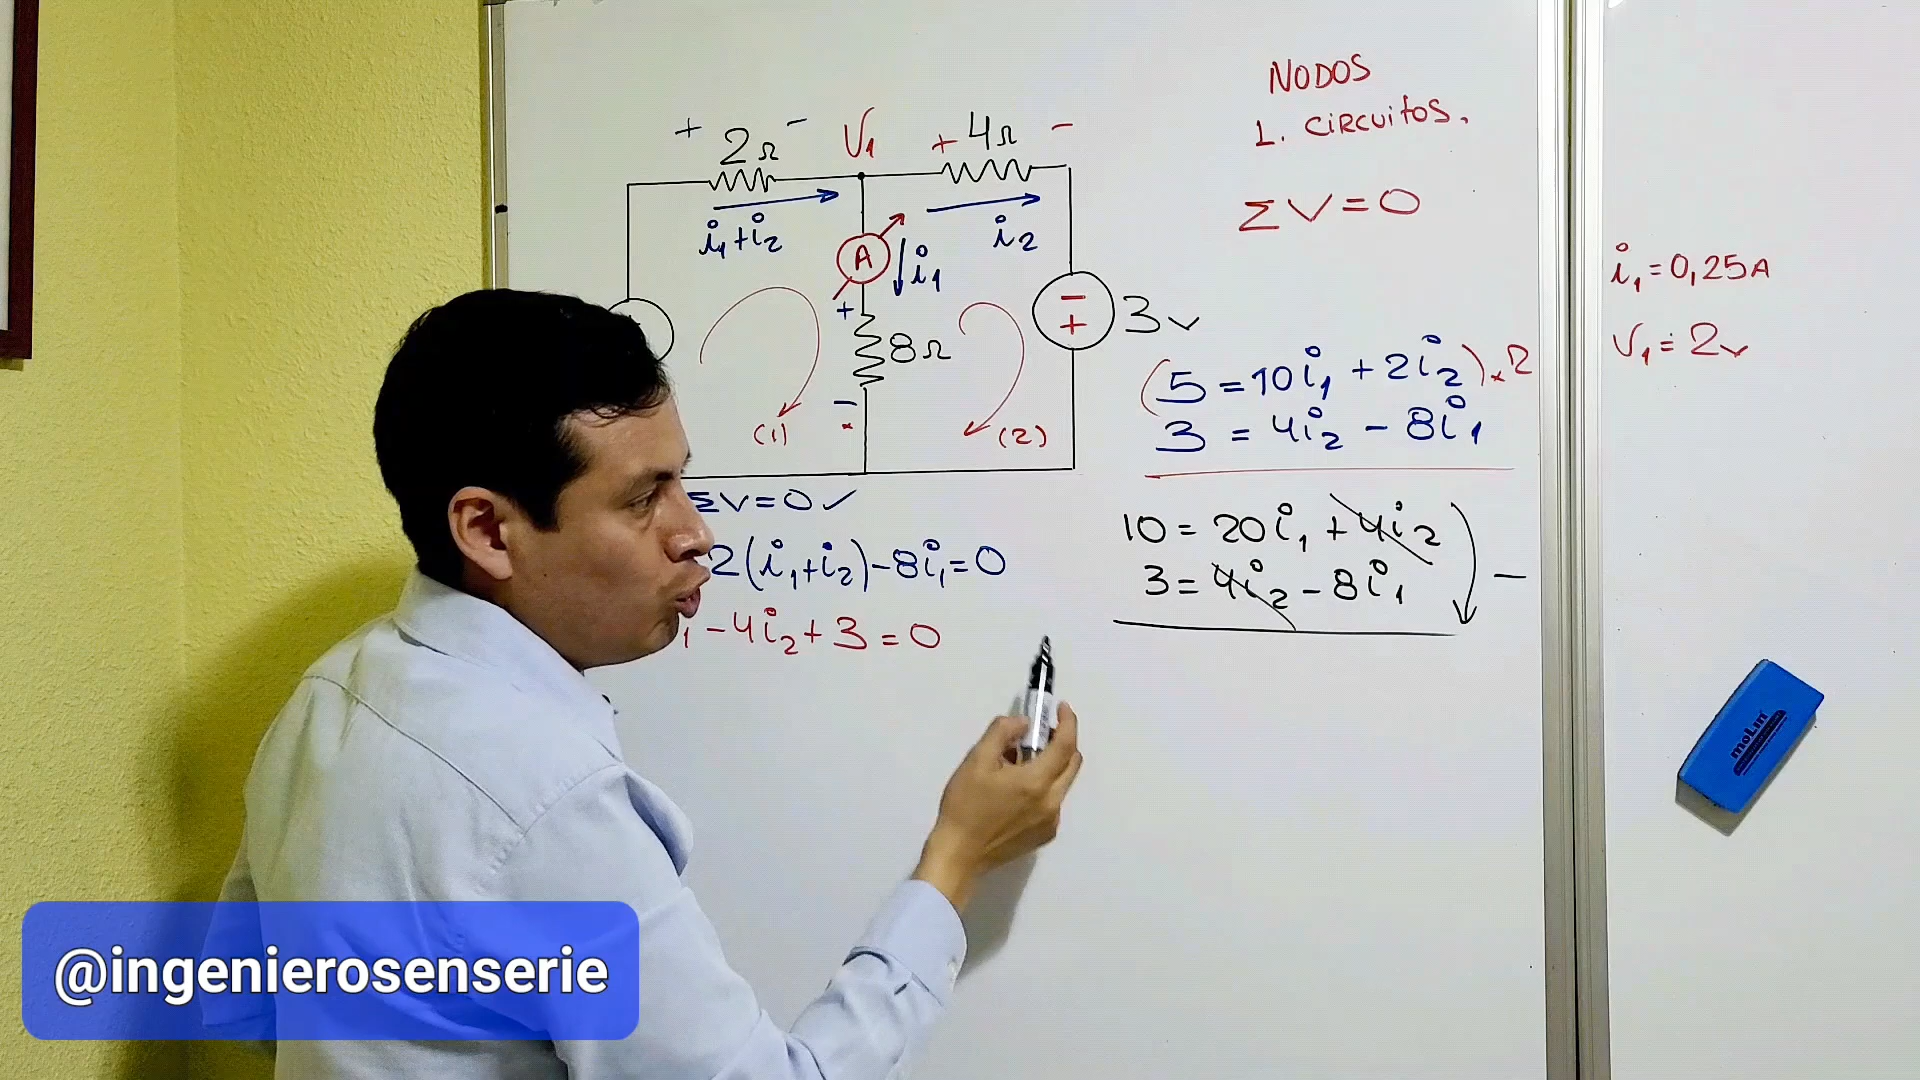 NODOS
L. CIRCUITOS.
ΣV=0
+ 2Ω -
V₁
+ 4Ω -
i₁+i₂
A
i₁
i₂
+
8Ω
-
-
+
3v
(1)
(2)
ΣV=0 ✓
2(i₁+i₂)-8i₁=0
₁-4i₂+3=0
(5=10i₁+2i₂)×2
3=4i₂-8i₁
10=20i₁+4i₂
3=4i₂-8i₁
-
i₁=0,25A
V₁=2v
molin
@ingenierosenserie